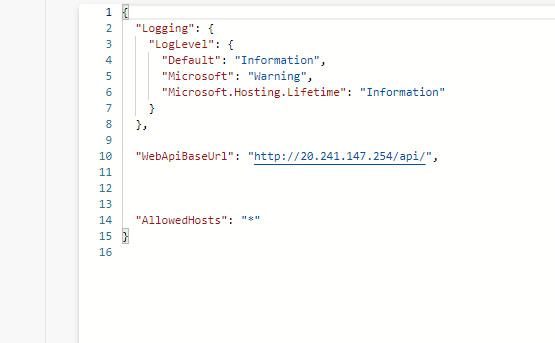 1 {
2 "Logging": {
3 "LogLevel": {
4 "Default": "Information",
5 "Microsoft": "Warning",
6 "Microsoft.Hosting.Lifetime": "Information"
7 }
8 },
9
10 "WebApiBaseUrl": "http://20.241.147.254/api/",
11
12
13
14 "AllowedHosts": "*"
15 }
16